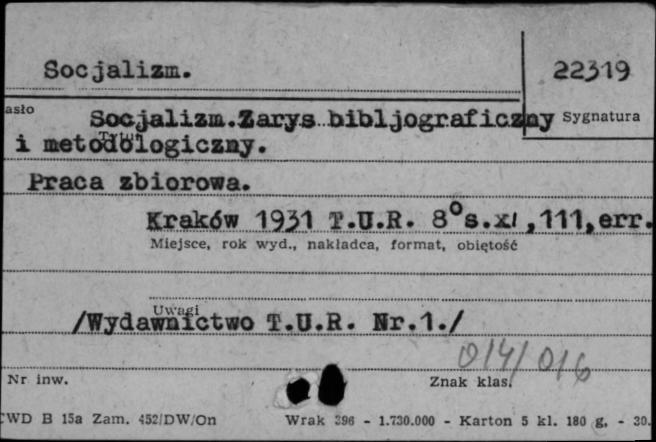 Socjalizm.
22319
asło
Socjalizm.Zarys bibljograficzny
Sygnatura
Tytuł
i metodologiczny.
Praca zbiorowa.
Kraków 1931 T.U.R. 8° s.XI,111,err.
Miejsce, rok wyd., nakładca, format, objętość
Uwagi
/Wydawnictwo T.U.R. Nr.1./
014/016
Nr inw.
Znak klas.
CWD B 15a Zam. 452/DW/On
Wrak 396 - 1.730.000 - Karton 5 kl. 180 g. - 30.